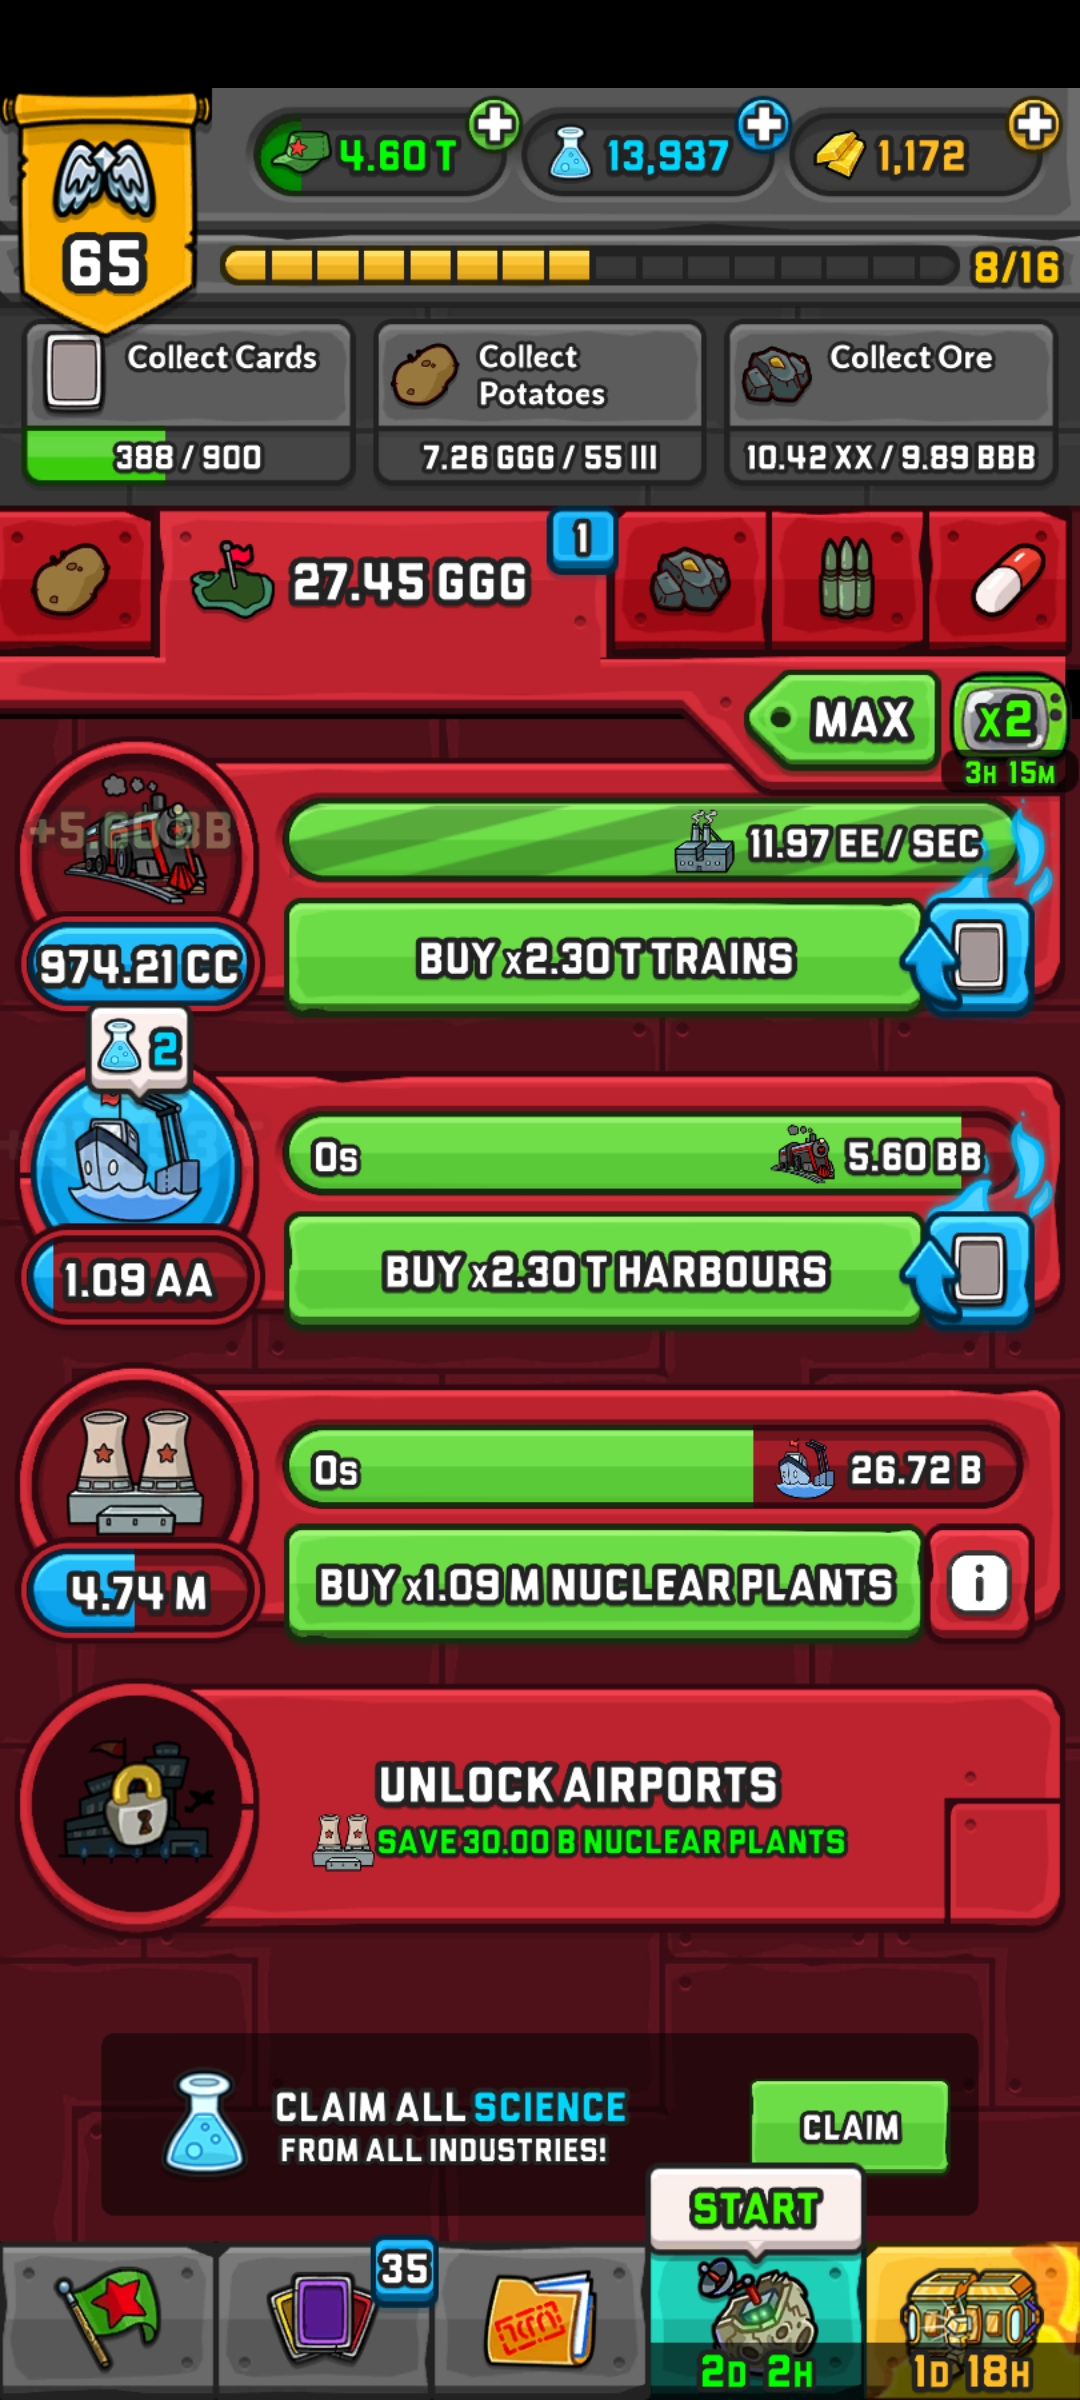 65
4.60 T
13,937
1,172
8/16
Collect Cards
388 / 900
Collect
Potatoes
7.26 GGG / 55 III
Collect Ore
10.42 XX / 9.89 BBB
27.45 GGG
1
MAX
x2
3H 15M
11.97 EE / SEC
974.21 CC
BUY x2.30 T TRAINS
2
0s
5.60 BB
1.09 AA
BUY x2.30 T HARBOURS
0s
26.72 B
4.74 M
BUY x1.09 M NUCLEAR PLANTS
i
UNLOCK AIRPORTS
SAVE 30.00 B NUCLEAR PLANTS
CLAIM ALL SCIENCE
FROM ALL INDUSTRIES!
CLAIM
START
35
2D 2H
1D 18H